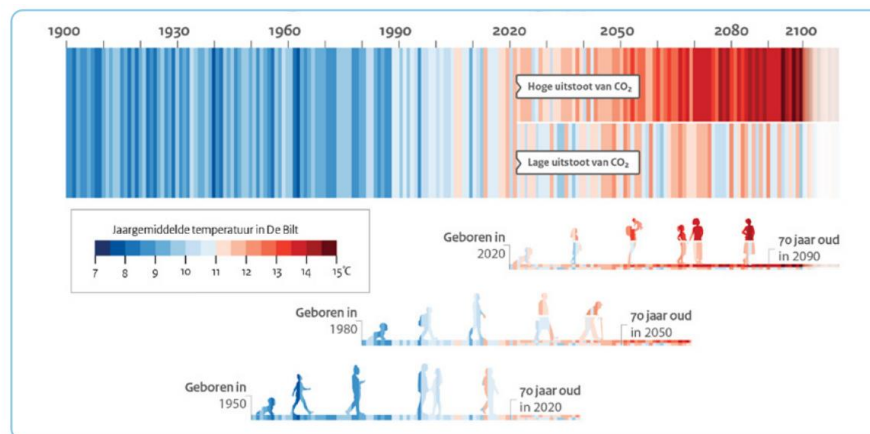 1900 1930 1960 1990 2020 2050 2080 2100
Hoge uitstoot van CO₂
Lage uitstoot van CO₂
Jaargemiddelde temperatuur in De Bilt
7 8 9 10 11 12 13 14 15°C
Geboren in
2020
70 jaar oud
in 2090
Geboren in
1980
70 jaar oud
in 2050
Geboren in
1950
70 jaar oud
in 2020